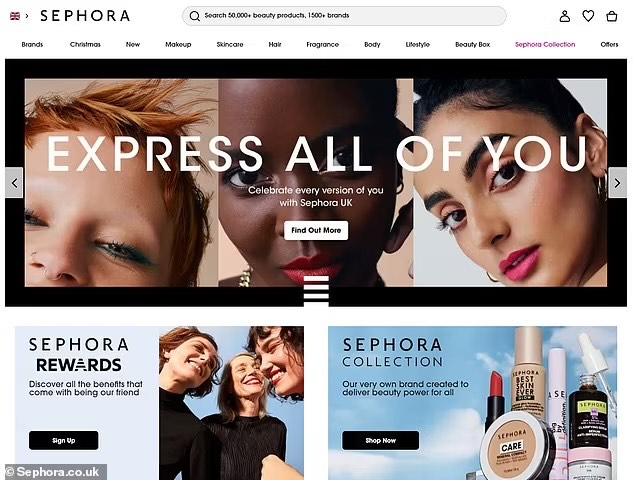 SEPHORA
Search 50,000+ beauty products, 1500+ brands
Brands Christmas New Makeup Skincare Hair Fragrance Body Lifestyle Beauty Box Sephora Collection Offers
EXPRESS ALL OF YOU
Celebrate every version of you
with Sephora UK
Find Out More
SEPHORA
REWARDS
Discover all the benefits that
come with being our friend
Sign Up
SEPHORA
COLLECTION
Our very own brand created to
deliver beauty power for all
Shop Now
SEPHORA
BEST
SKIN
EVER
GLOW
SEPHORA
CARE
SEPHORA
© Sephora.co.uk